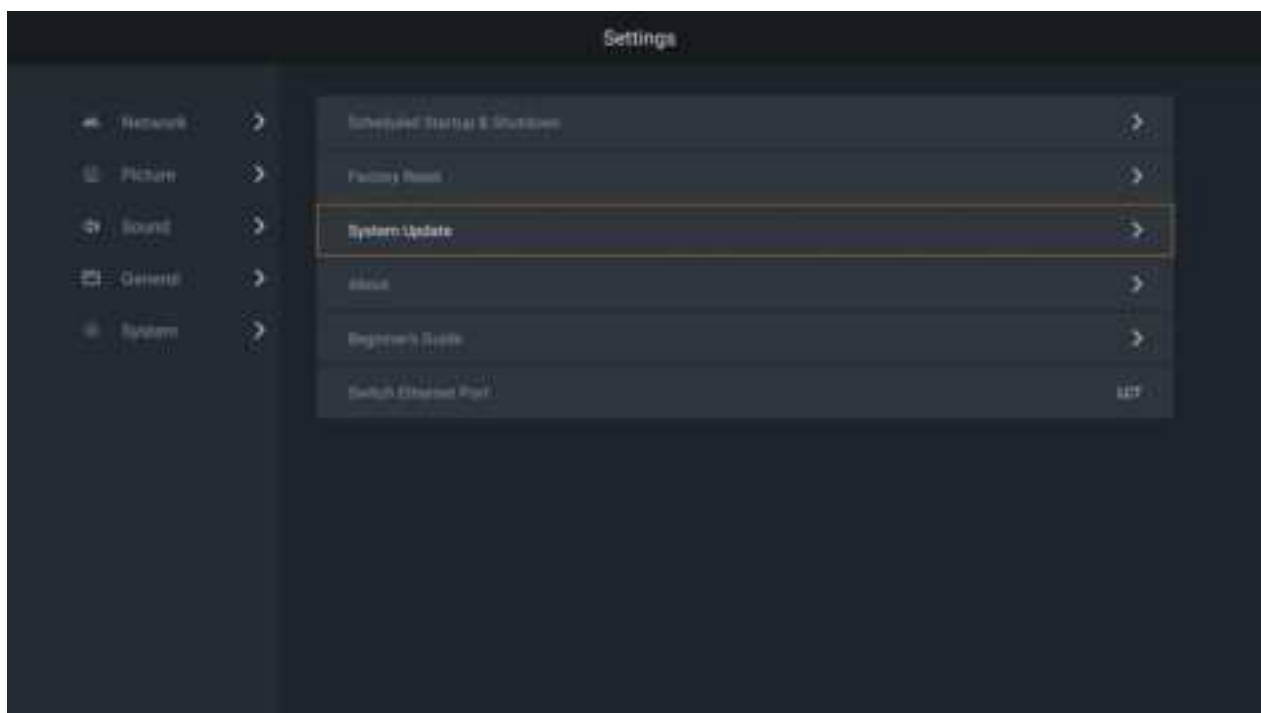 Settings
Network
Picture
Sound
General
System
Scheduled Startup & Shutdown
Factory Reset
System Update
About
Beginner's Guide
Switch Ethernet Port